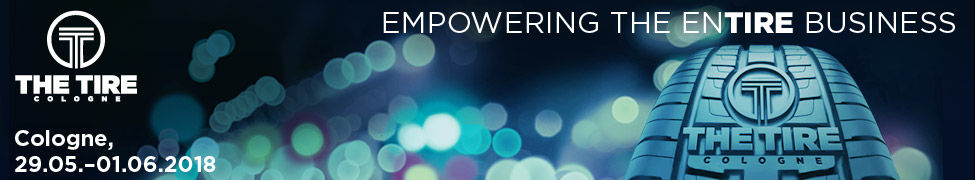 EMPOWERING THE ENTIRE BUSINESS
THE TIRE
COLOGNE
Cologne,
29.05.–01.06.2018
THE TIRE
COLOGNE